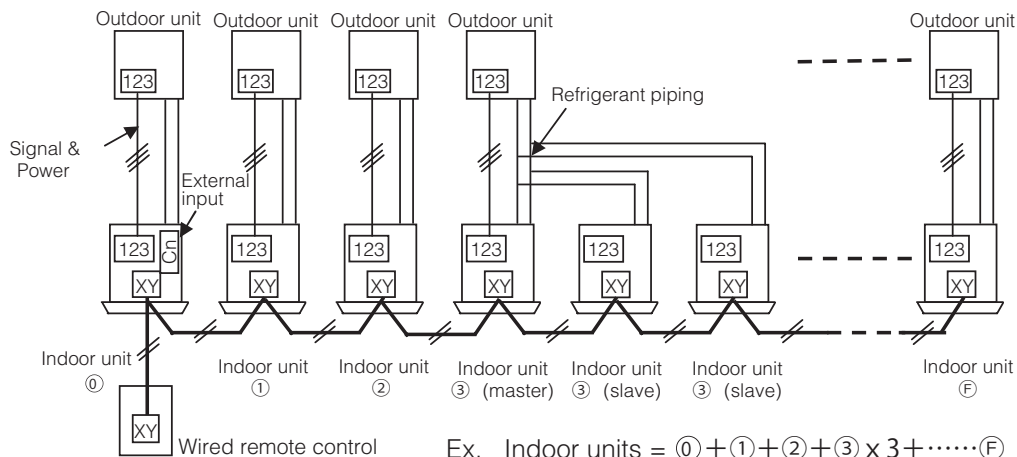 Outdoor unit Outdoor unit Outdoor unit Outdoor unit Outdoor unit
123 123 123 123 123
Refrigerant piping
Signal &
Power
External
input
Cn
123 123 123 123 123 123 123
XY XY XY XY XY XY XY
Indoor unit
⓪
Indoor unit
①
Indoor unit
②
Indoor unit
③ (master)
Indoor unit
③ (slave)
Indoor unit
③ (slave)
Indoor unit
Ⓕ
XY
Wired remote control
Ex. Indoor units = ⓪+①+②+③ x 3+······Ⓕ